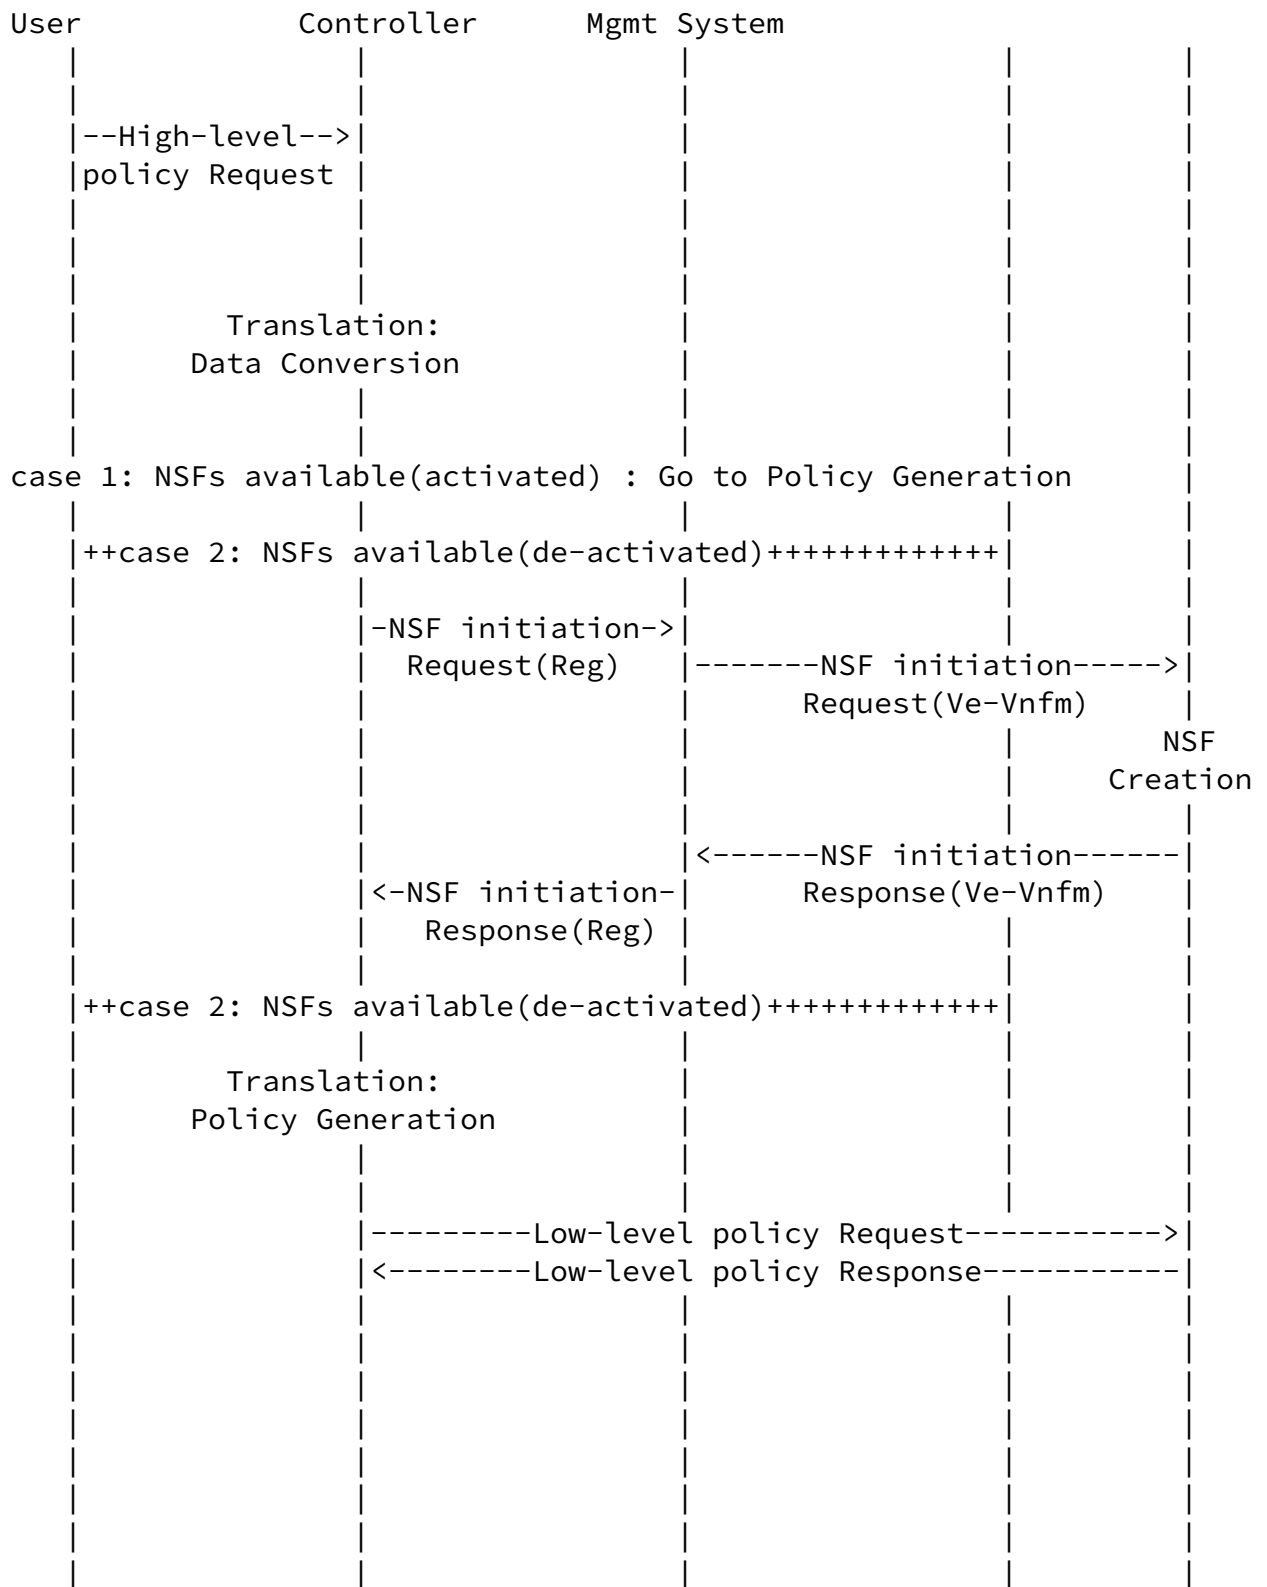 User            Controller      Mgmt System
--High-level-->
policy Request
Translation:
Data Conversion
case 1: NSFs available(activated) : Go to Policy Generation
++case 2: NSFs available(de-activated)+++++++++++++
-NSF initiation->
Request(Reg)   -------NSF initiation----->
Request(Ve-Vnfm)
NSF
Creation
<------NSF initiation------
<-NSF initiation-      Response(Ve-Vnfm)
Response(Reg)
++case 2: NSFs available(de-activated)+++++++++++++
Translation:
Policy Generation
---------Low-level policy Request----------->
<--------Low-level policy Response-----------